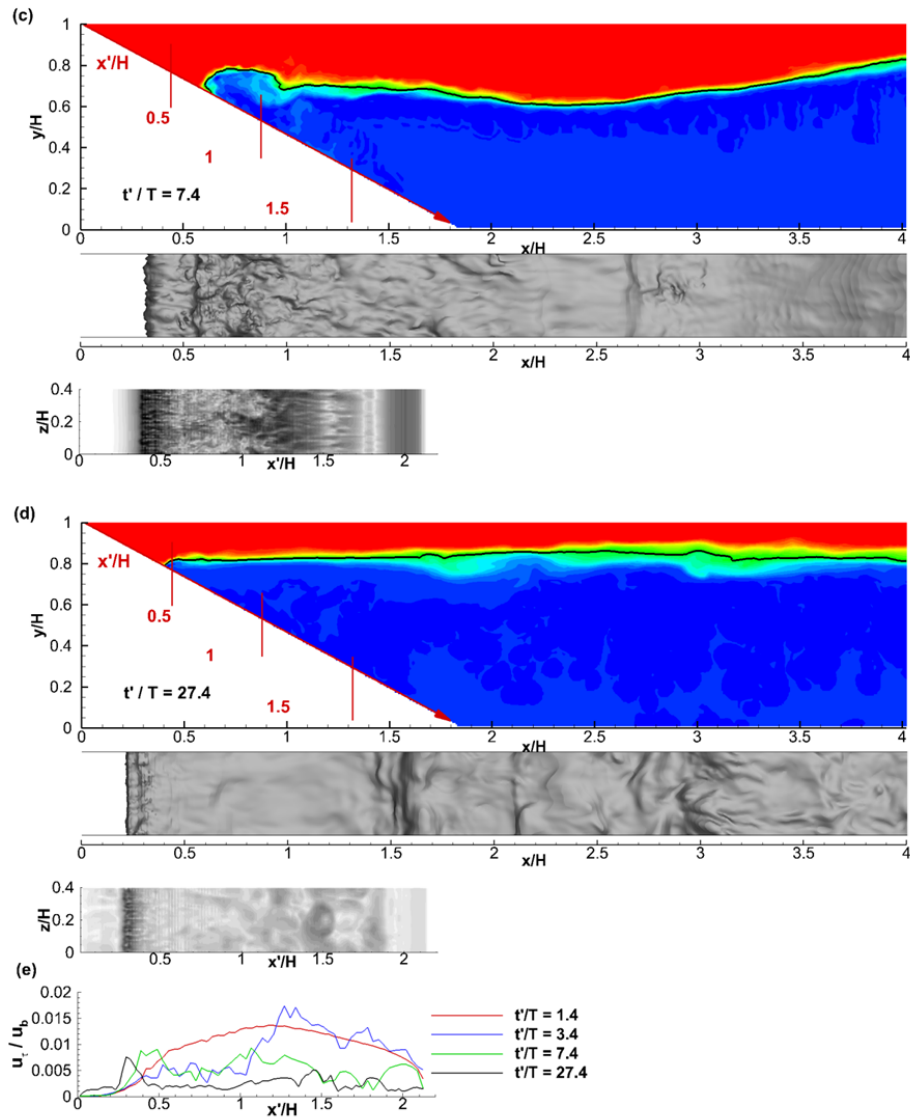 (c)
1
0.8
0.6
0.4
0.2
0
y/H
x'/H
0.5
1
1.5
t' / T = 7.4
0 0.5 1 1.5 2 2.5 3 3.5 4
x/H
0 0.5 1 1.5 2 2.5 3 3.5 4
x/H
0.4
0.2
0
z/H
0 0.5 1 1.5 2
x'/H
(d)
1
0.8
0.6
0.4
0.2
0
y/H
x'/H
0.5
1
1.5
t' / T = 27.4
0 0.5 1 1.5 2 2.5 3 3.5 4
x/H
0 0.5 1 1.5 2 2.5 3 3.5 4
x/H
0.4
0.2
0
z/H
0.5 1 1.5 2
x'/H
(e)
0.02
0.015
0.01
0.005
0
u_τ / u_b
0 0.5 1 1.5 2
x'/H
t'/T = 1.4
t'/T = 3.4
t'/T = 7.4
t'/T = 27.4